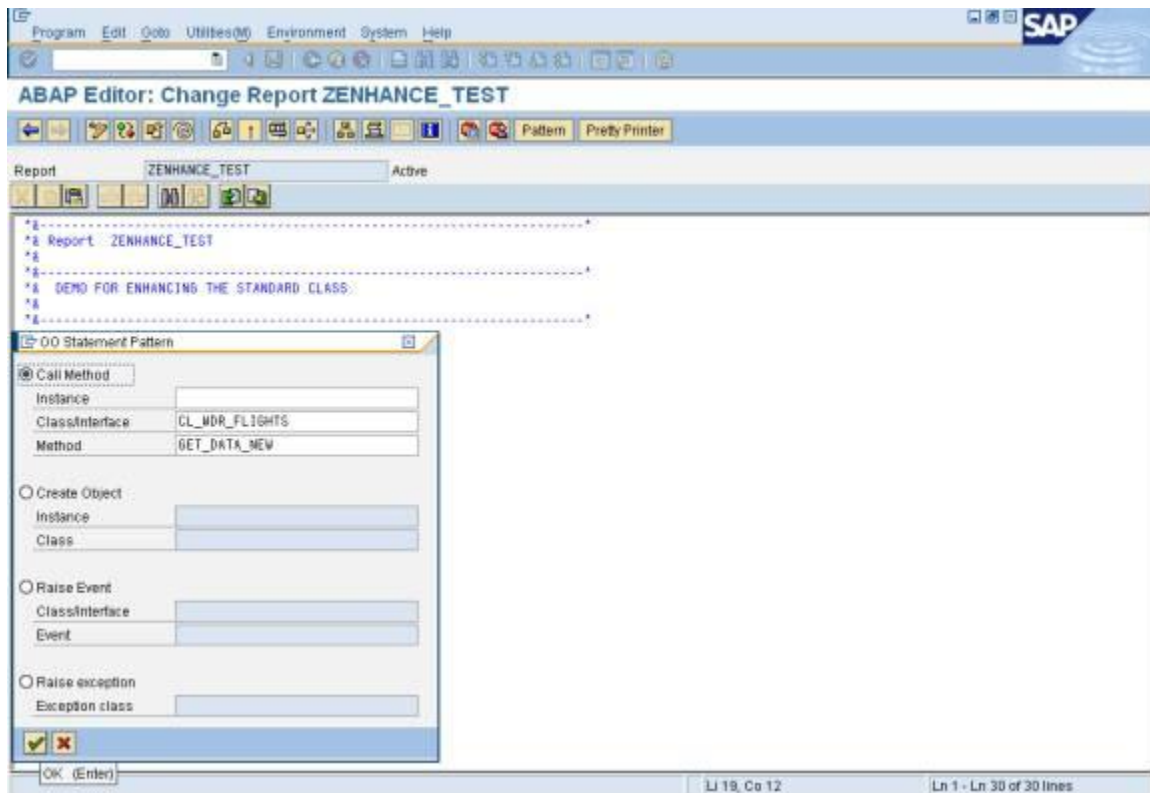 Program Edit Goto Utilities(M) Environment System Help
SAP
ABAP Editor: Change Report ZENHANCE_TEST
Pattern Pretty Printer
Report ZENHANCE_TEST Active
*&---------------------------------------------------------------------*
*& Report ZENHANCE_TEST
*&
*&---------------------------------------------------------------------*
*& DEMO FOR ENHANCING THE STANDARD CLASS
*&
*&---------------------------------------------------------------------*
OO Statement Pattern
Call Method
Instance
Class/Interface CL_WDR_FLIGHTS
Method GET_DATA_NEW
Create Object
Instance
Class
Raise Event
Class/Interface
Event
Raise exception
Exception class
OK (Enter)
Li 19, Co 12 Ln 1 - Ln 30 of 30 lines